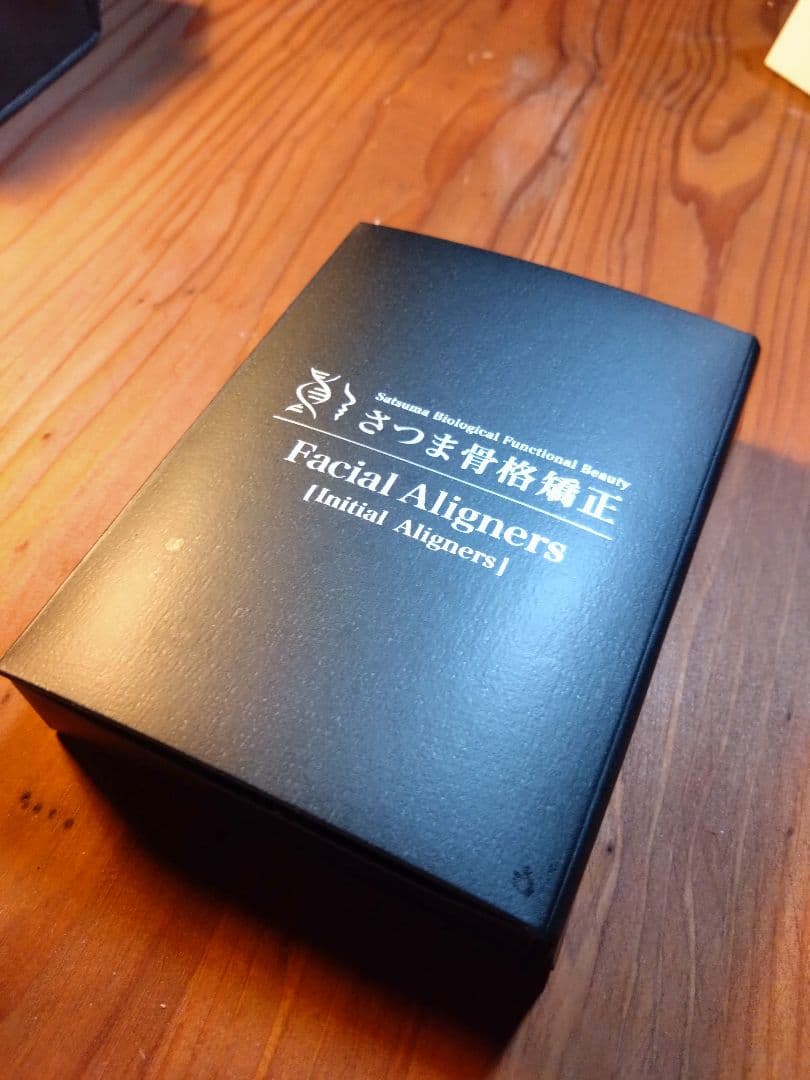 Satsuma Biological Functional Beauty
さつま骨格矯正
Facial Aligners
[Initial Aligners]